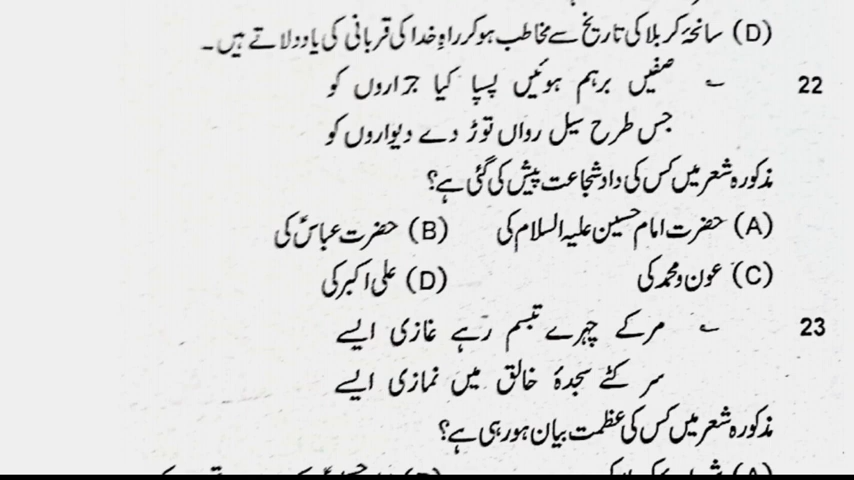 (D) سانحۂ کربلا کی تاریخ سے مخاطب ہو کر راہِ خدا کی قربانی کی یاد دلاتے ہیں۔
22 ؎ صفیں برہم ہوئیں پسپا کیا جراروں کو
جس طرح سیل رواں توڑ دے دیواروں کو
مذکورہ شعر میں کس کی داد شجاعت پیش کی گئی ہے؟
(A) حضرت امام حسین علیہ السلام کی (B) حضرت عباسؑ کی
(C) عون و محمد کی (D) علی اکبر کی
23 ؎ مر کے چہرے تبسم رہے غازی ایسے
سر کٹے سجدۂ خالق میں نمازی ایسے
مذکورہ شعر میں کس کی عظمت بیان ہو رہی ہے؟